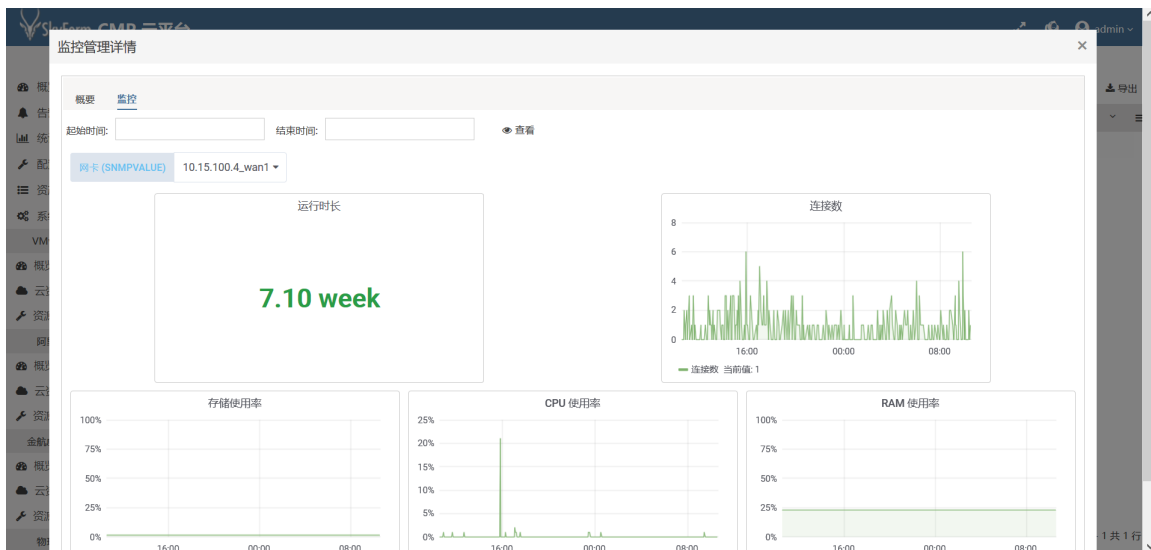 SkyForm CMP 云平台
admin
监控管理详情
×
导出
概要 监控
起始时间: 结束时间: 查看
网卡 (SNMPVALUE) 10.15.100.4_wan1
运行时长
7.10 week
连接数
8
6
4
2
0
16:00 00:00 08:00
连接数 当前值: 1
存储使用率
100%
75%
50%
25%
0%
16:00 00:00 08:00
CPU 使用率
25%
20%
15%
10%
5%
0%
16:00 00:00 08:00
RAM 使用率
100%
75%
50%
25%
0%
16:00 00:00 08:00
VM
1 共 1 行